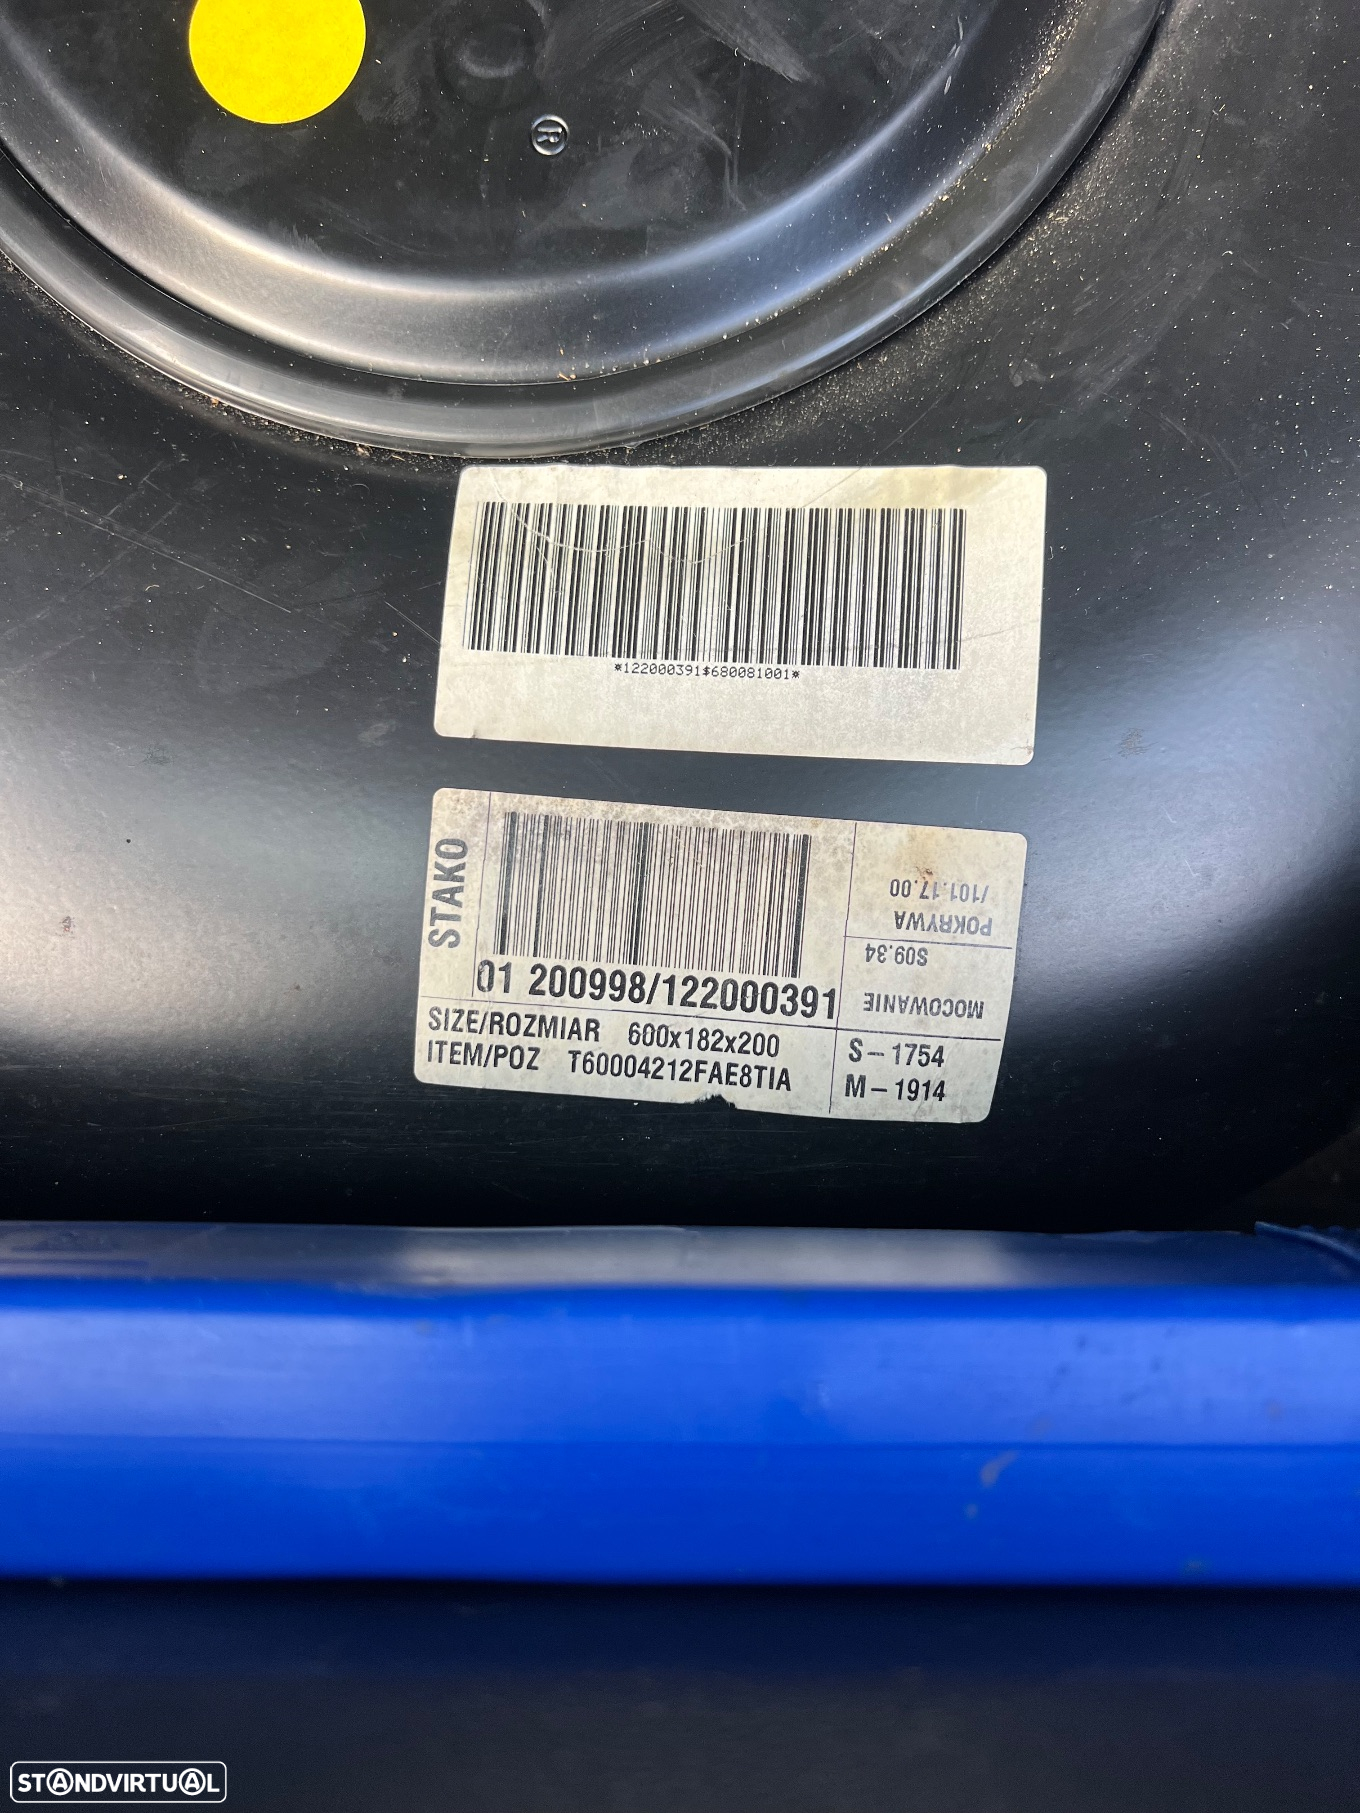 ®
*122000391$680081001*
STAKO
01 200998/122000391
SIZE/ROZMIAR 600x182x200
ITEM/POZ T60004212FAE8TIA
POKRYWA
/101.17.00
MOCOWANIE
S09.34
S-1754
M-1914
STANDVIRTUAL